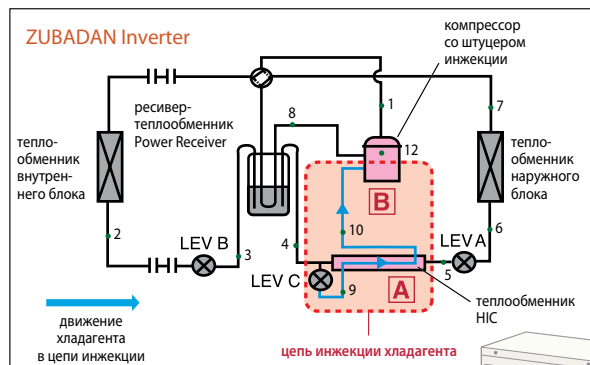 ZUBADAN Inverter
компрессор
со штуцером
инжекции
ресивер-
теплообменник
Power Receiver
тепло-
обменник
внутрен-
него блока
тепло-
обменник
наружного
блока
1
7
8
12
B
2
10
6
LEV B
3
4
LEV A
LEV C
9
A
5
теплообменник
HIC
движение
хладагента
в цепи инжекции
цепь инжекции хладагента